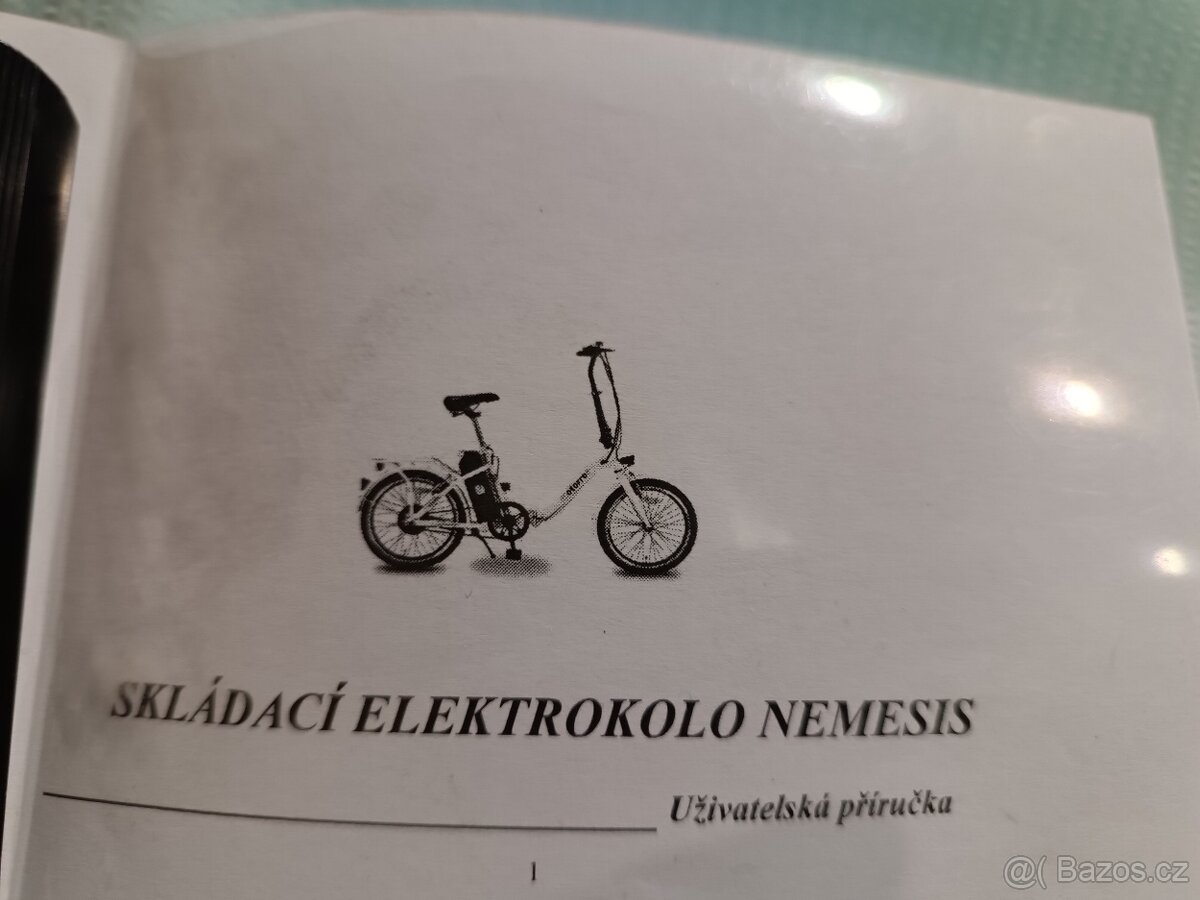 SKLÁDACÍ ELEKTROKOLO NEMESIS
Uživatelská příručka
1
@( Bazos.cz